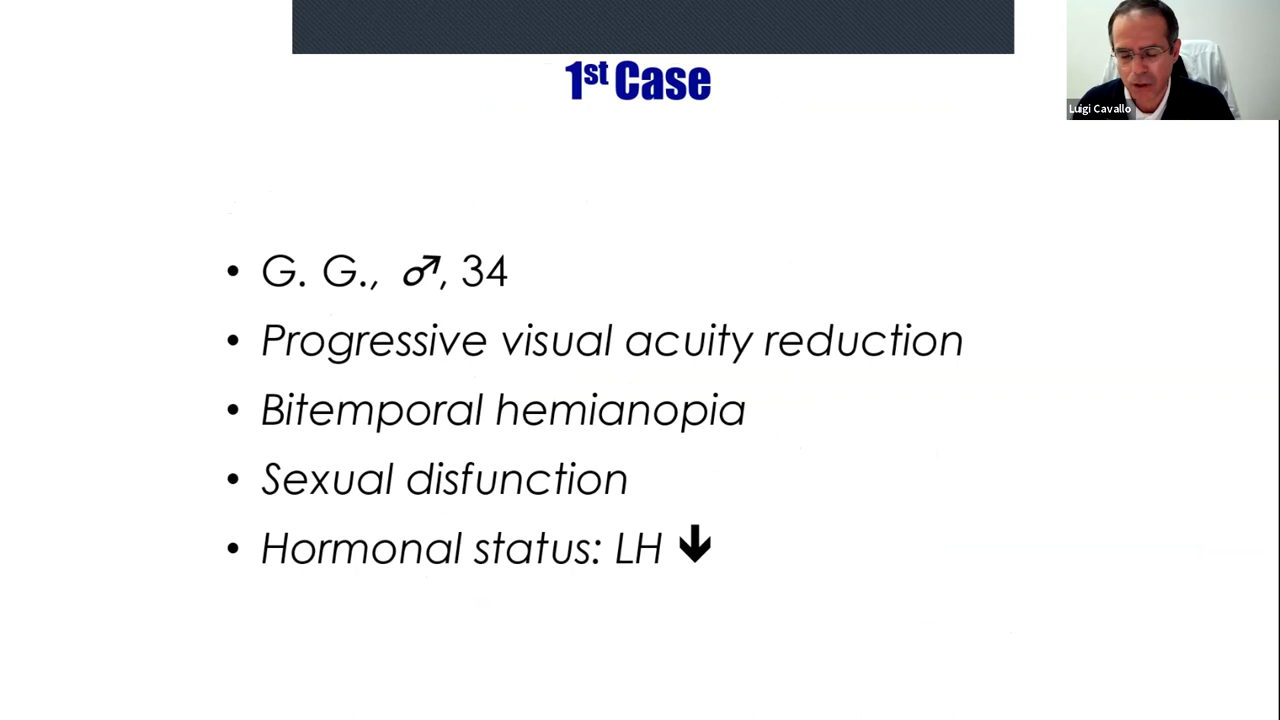 1st Case
Luigi Cavallo
• G. G., ♂, 34
• Progressive visual acuity reduction
• Bitemporal hemianopia
• Sexual disfunction
• Hormonal status: LH 🡫